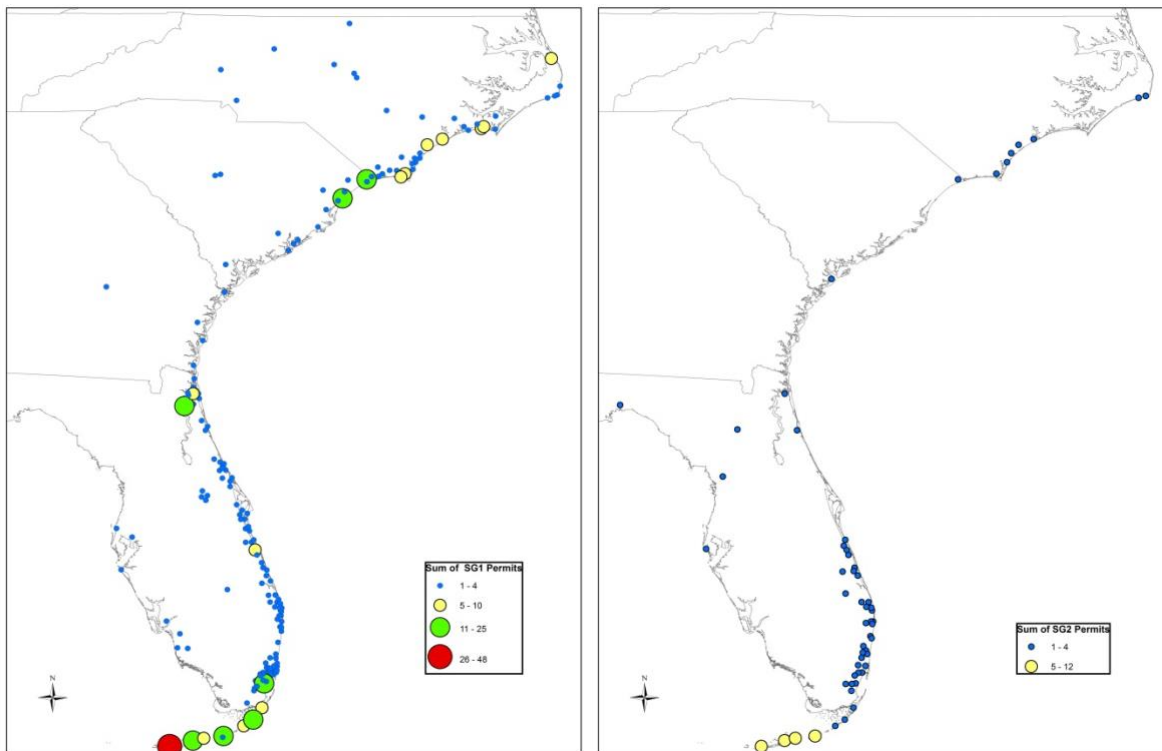 Sum of SG1 Permits
1 - 4
5 - 10
11 - 25
26 - 48
N
Sum of SG2 Permits
1 - 4
5 - 12
N